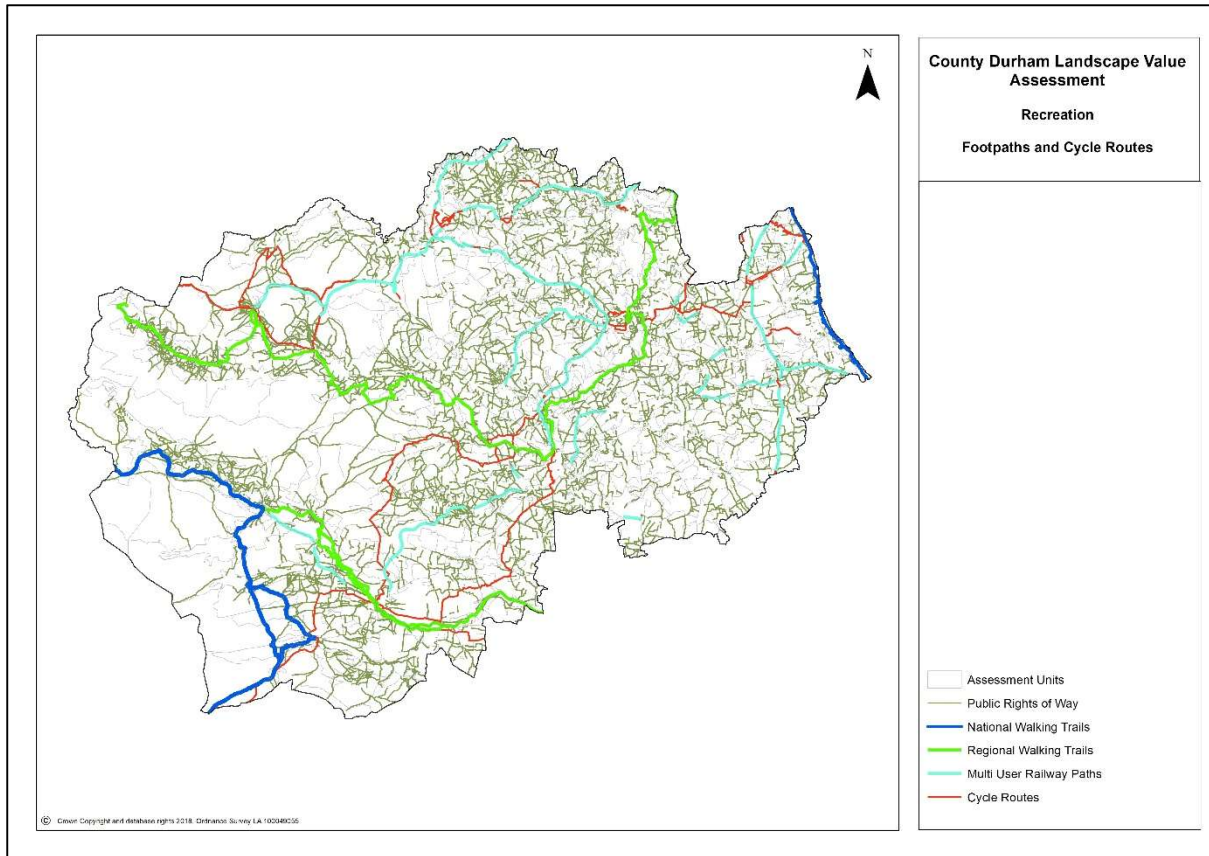 N
County Durham Landscape Value
Assessment
Recreation
Footpaths and Cycle Routes
Assessment Units
Public Rights of Way
National Walking Trails
Regional Walking Trails
Multi User Railway Paths
Cycle Routes
© Crown Copyright and database rights 2018. Ordnance Survey LA 100049055